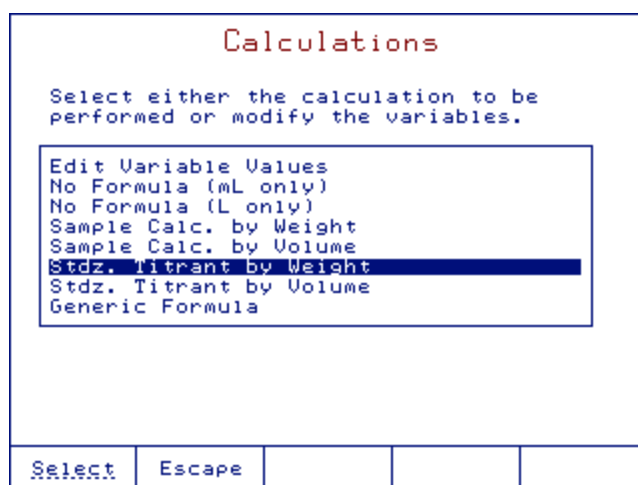 Calculations
Select either the calculation to be
performed or modify the variables.
Edit Variable Values
No Formula (mL only)
No Formula (L only)
Sample Calc. by Weight
Sample Calc. by Volume
Stdz. Titrant by Weight
Stdz. Titrant by Volume
Generic Formula
Select Escape